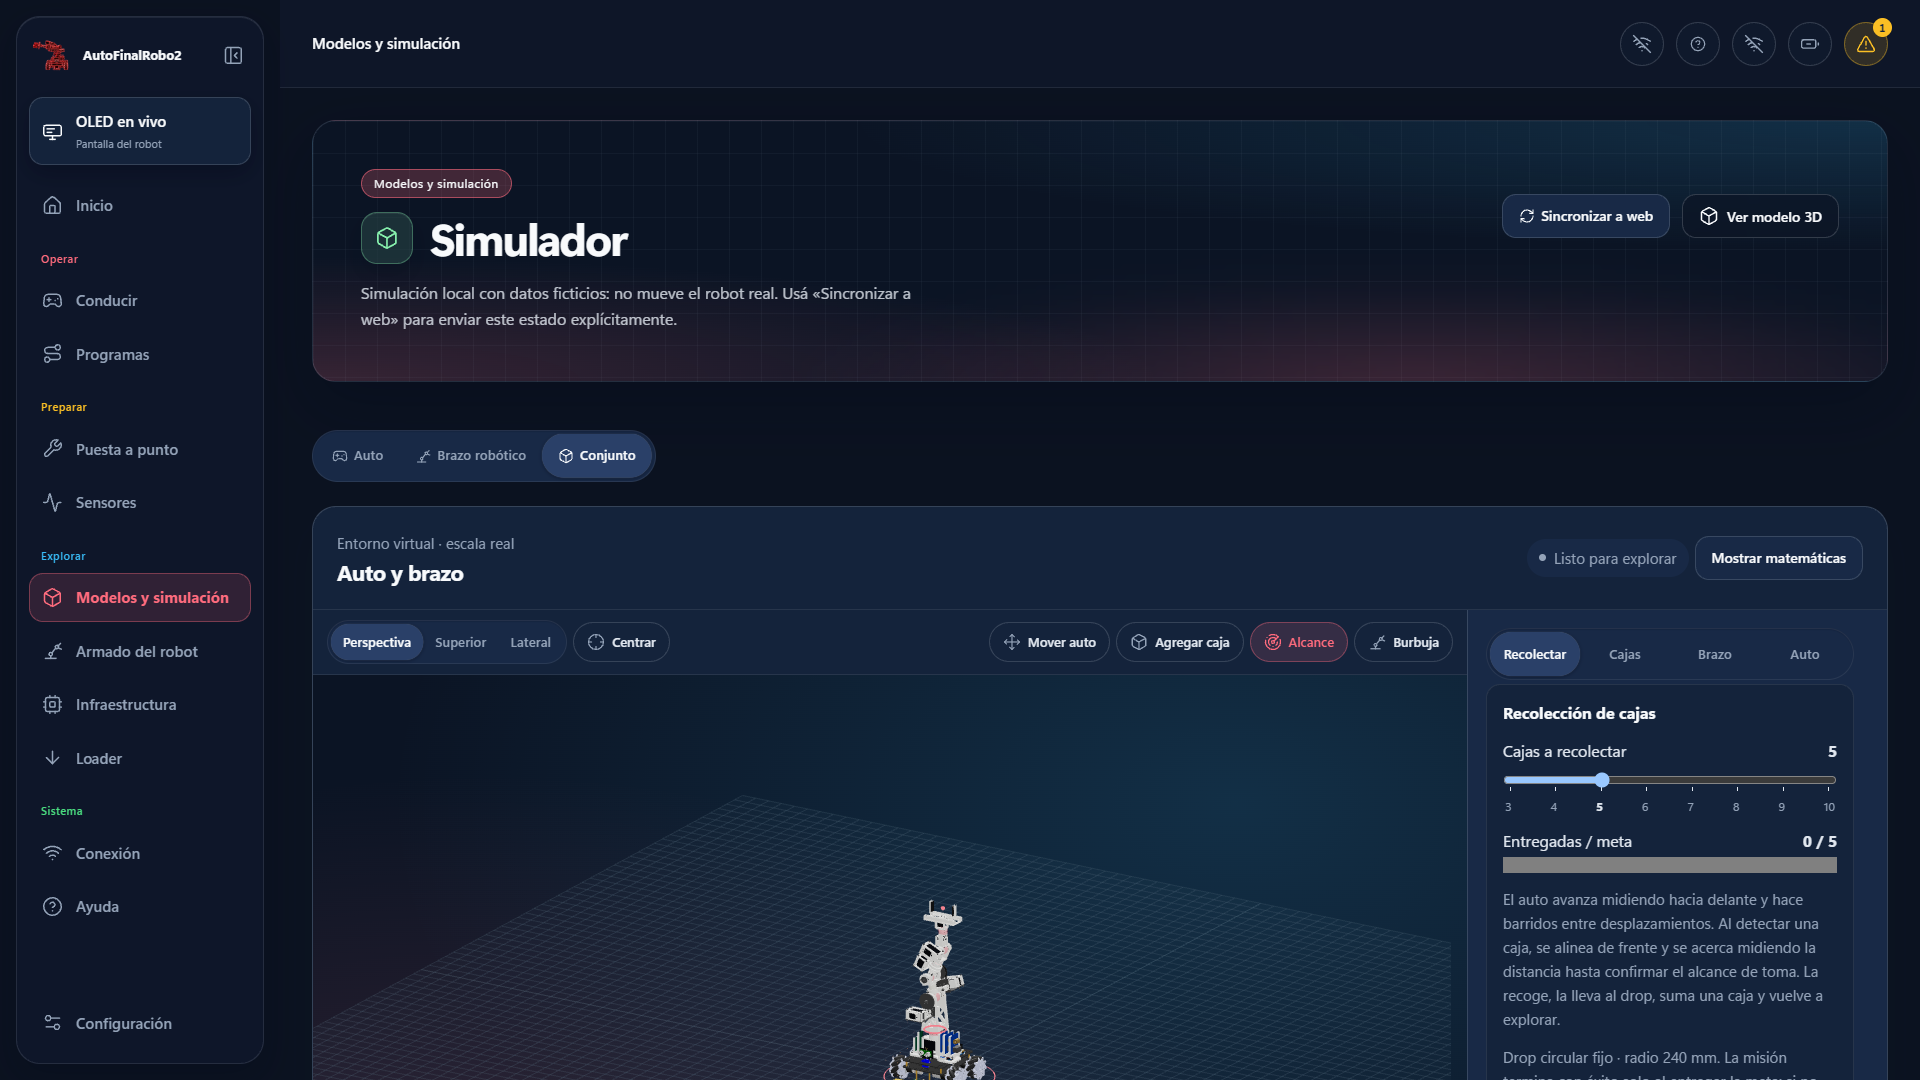 AutoFinalRobo2
OLED en vivo
Pantalla del robot
Inicio
Operar
Conducir
Programas
Preparar
Puesta a punto
Sensores
Explorar
Modelos y simulación
Armado del robot
Infraestructura
Loader
Sistema
Conexión
Ayuda
Configuración
Modelos y simulación
1
Modelos y simulación
Simulador
Simulación local con datos ficticios: no mueve el robot real. Usá «Sincronizar a
web» para enviar este estado explícitamente.
Sincronizar a web
Ver modelo 3D
Auto
Brazo robótico
Conjunto
Entorno virtual · escala real
Auto y brazo
Listo para explorar
Mostrar matemáticas
Perspectiva
Superior
Lateral
Centrar
Mover auto
Agregar caja
Alcance
Burbuja
Recolectar
Cajas
Brazo
Auto
Recolección de cajas
Cajas a recolectar 5
3 4 5 6 7 8 9 10
Entregadas / meta 0 / 5
El auto avanza midiendo hacia delante y hace
barridos entre desplazamientos. Al detectar una
caja, se alinea de frente y se acerca midiendo la
distancia hasta confirmar el alcance de toma. La
recoge, la lleva al drop, suma una caja y vuelve a
explorar.
Drop circular fijo · radio 240 mm. La misión